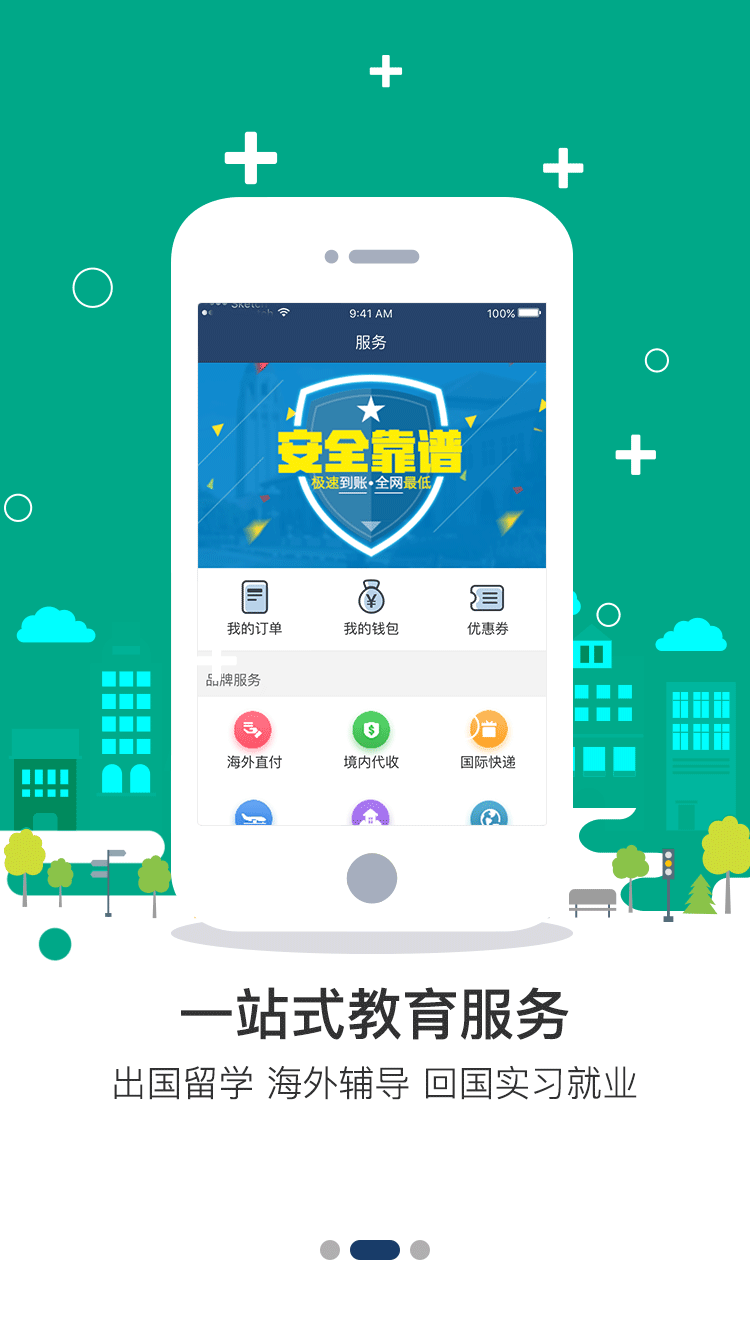 9:41 AM
100%
服务
安全靠谱
极速到账•全网最低
我的订单 我的钱包 优惠券
品牌服务
海外直付 境内代收 国际快递
一站式教育服务
出国留学 海外辅导 回国实习就业